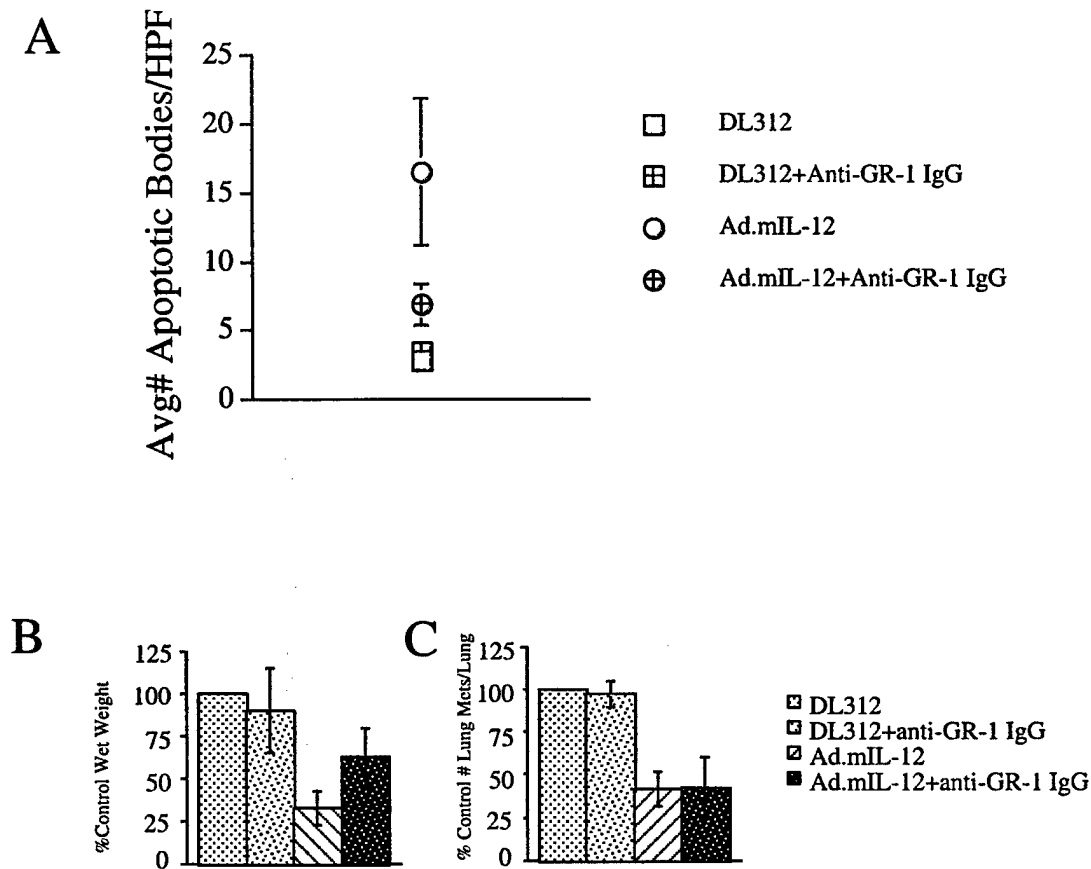 A
Avg# Apoptotic Bodies/HPF
25
20
15
10
5
0
DL312
DL312+Anti-GR-1 IgG
Ad.mIL-12
Ad.mIL-12+Anti-GR-1 IgG
B
%Control Wet Weight
125
100
75
50
25
0
C
% Control # Lung Mets/Lung
125
100
75
50
25
0
DL312
DL312+anti-GR-1 IgG
Ad.mIL-12
Ad.mIL-12+anti-GR-1 IgG